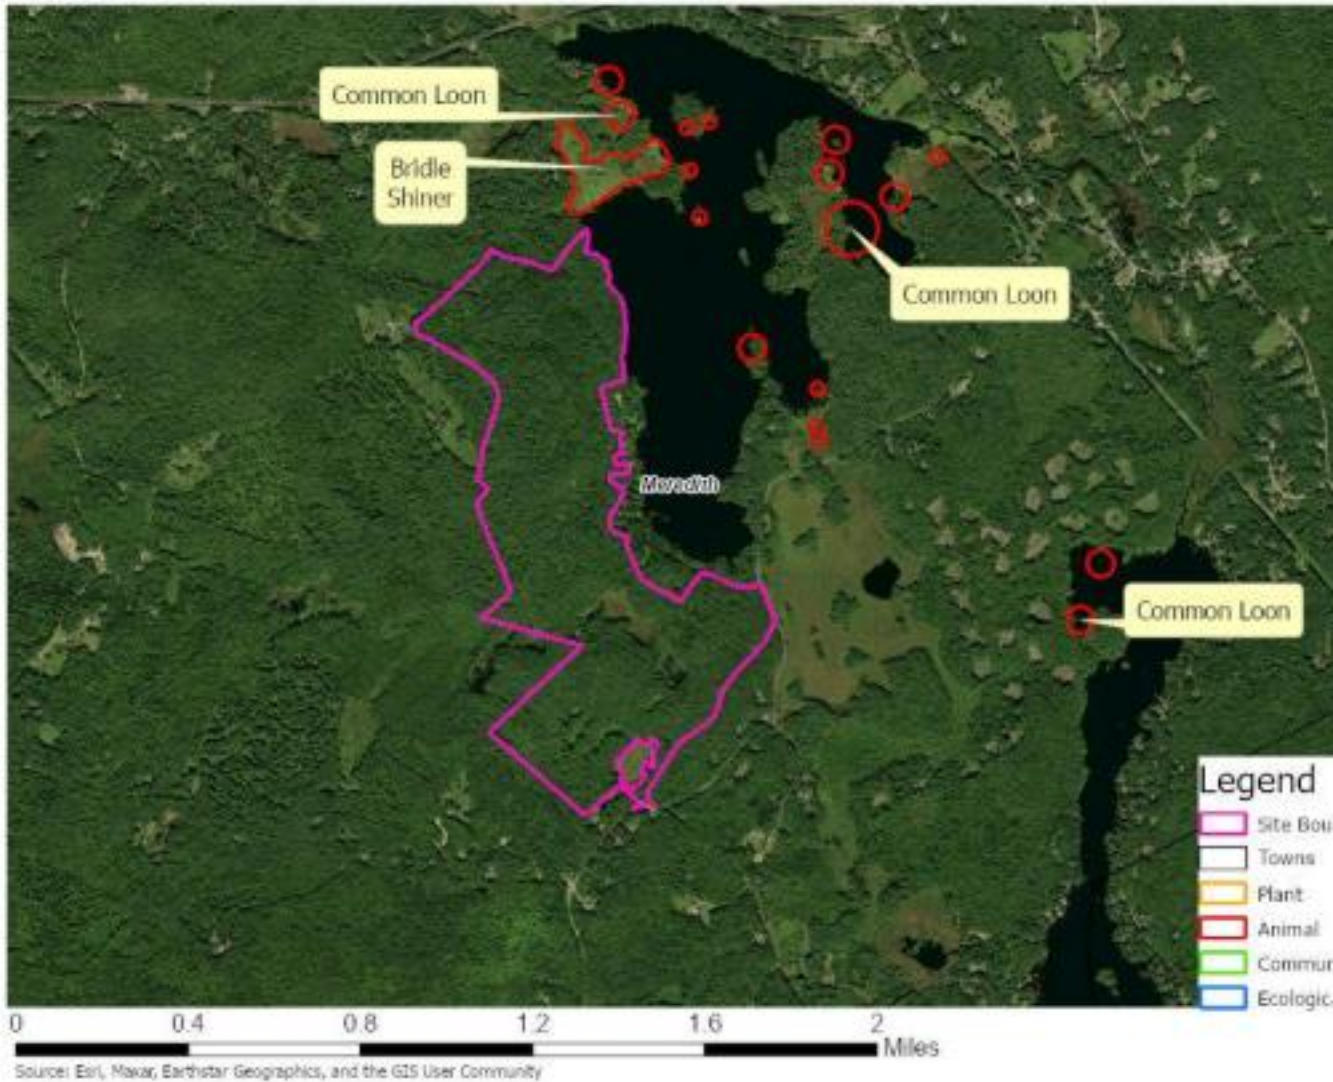 Common Loon
Bridle
Shiner
Common Loon
Meredith
Common Loon
Legend
Site Bou
Towns
Plant
Animal
Commun
Ecologic
0 0.4 0.8 1.2 1.6 2
Miles
Source: Esri, Maxar, Earthstar Geographics, and the GIS User Community